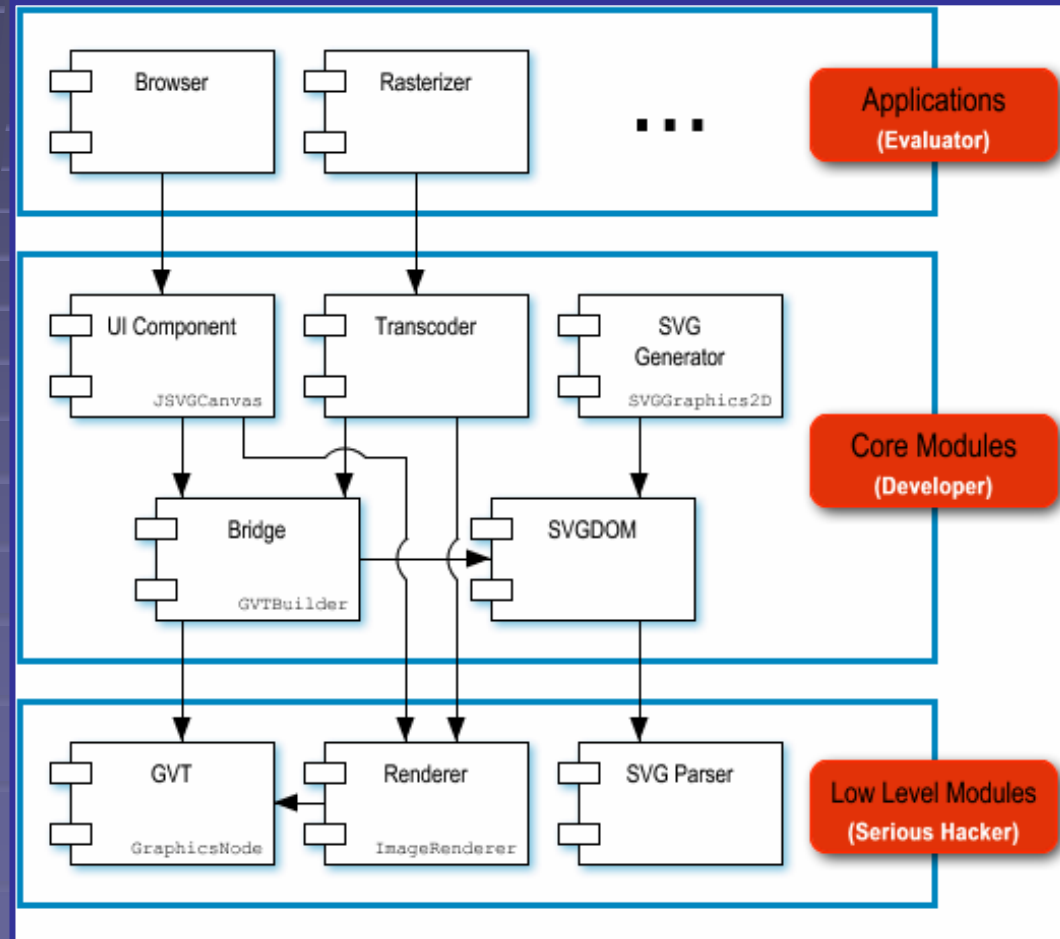 Browser
Rasterizer
...
Applications
(Evaluator)
UI Component
JSVGCanvas
Transcoder
SVG
Generator
SVGGraphics2D
Core Modules
(Developer)
Bridge
GVTBuilder
SVGDOM
GVT
GraphicsNode
Renderer
ImageRenderer
SVG Parser
Low Level Modules
(Serious Hacker)